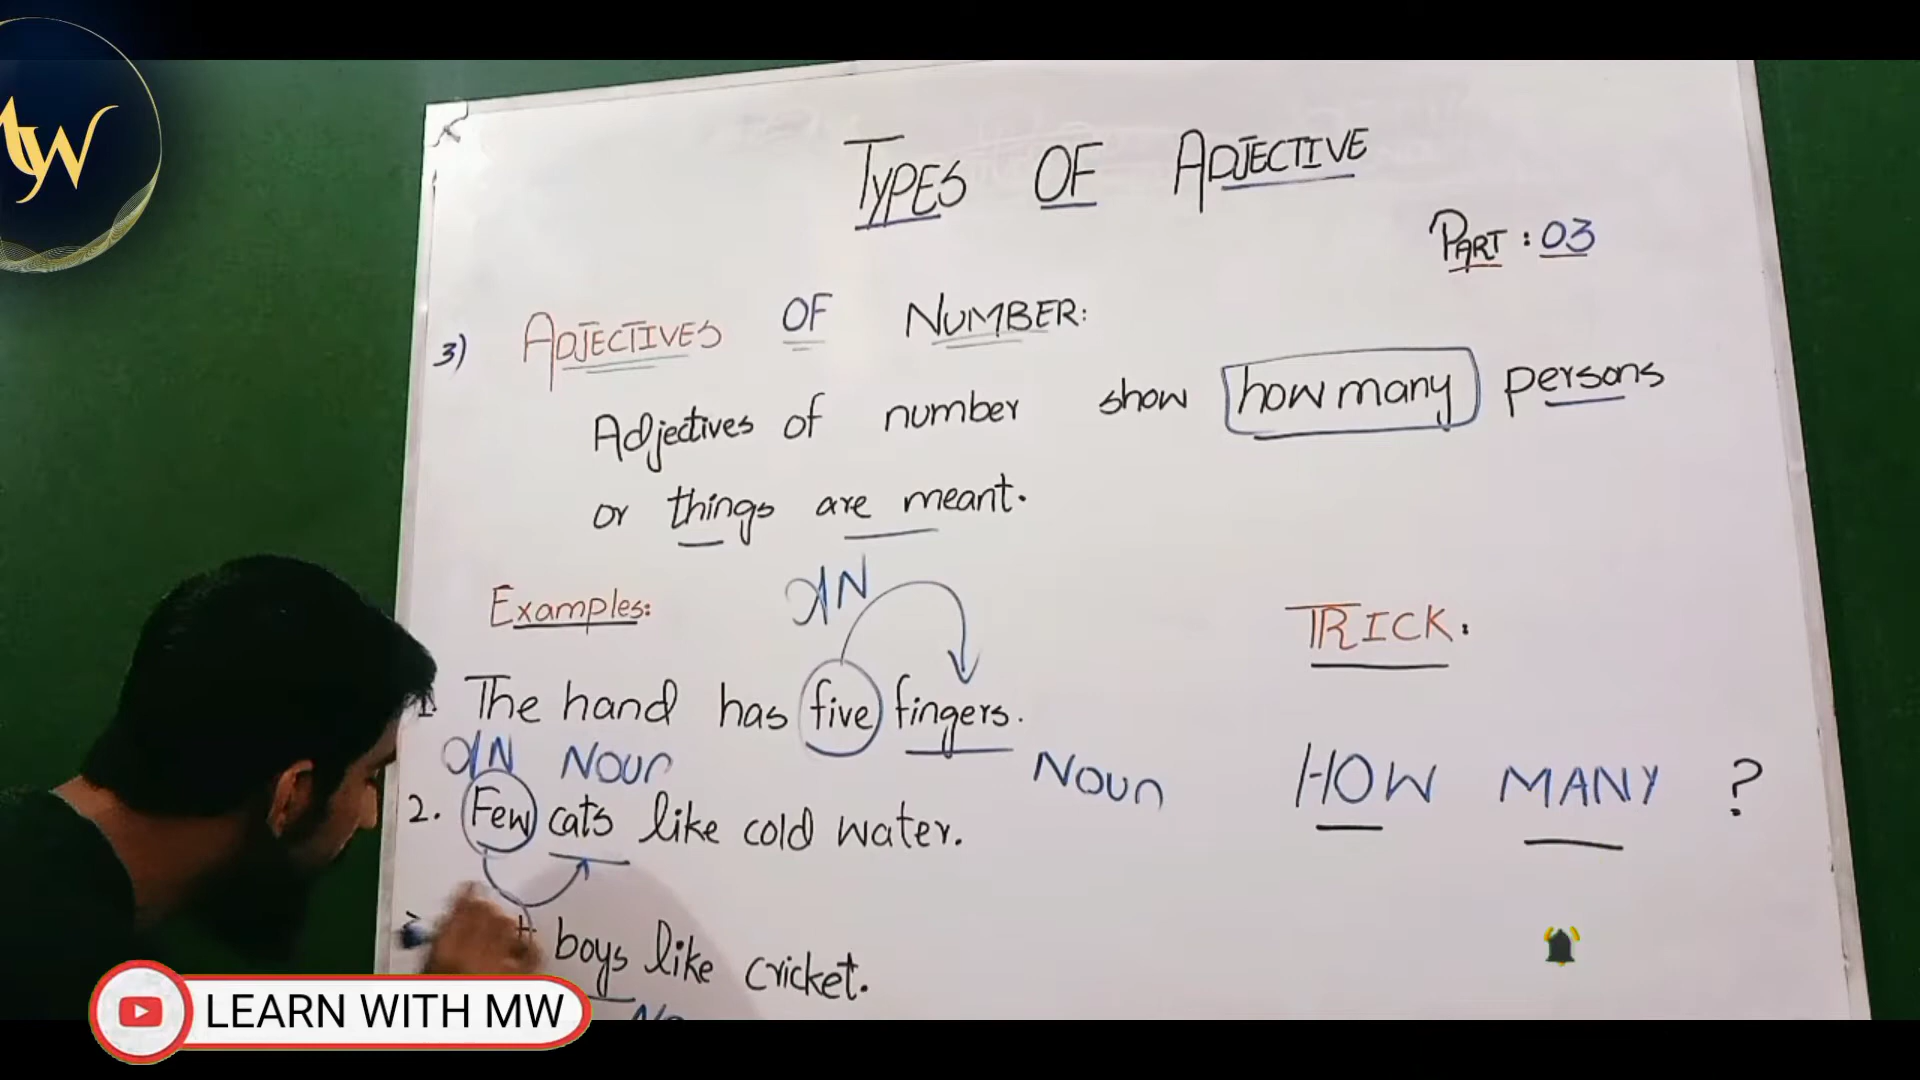 MW
TYPES OF ADJECTIVE
PART : 03
3) ADJECTIVES OF NUMBER:
Adjectives of number show how many persons
or things are meant.
Examples:
TRICK:
1. The hand has five fingers.
Noun
Noun
HOW MANY ?
2. Few cats like cold water.
boys like cricket.
LEARN WITH MW